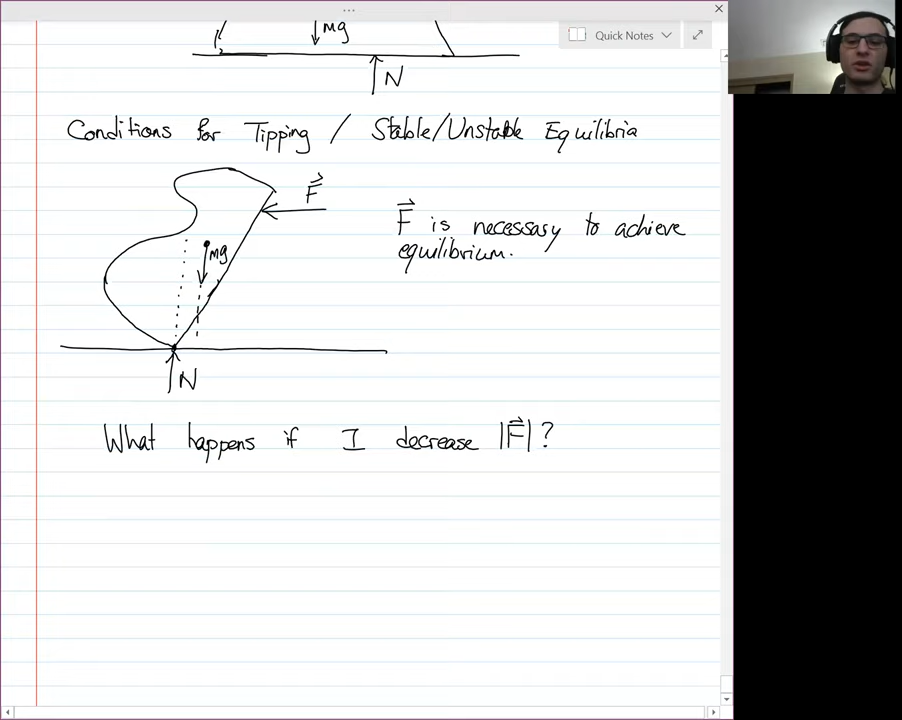 mg
Quick Notes
N
Conditions for Tipping / Stable/Unstable Equilibria
F
F is necessary to achieve
equilibrium.
mg
N
What happens if I decrease |F|?